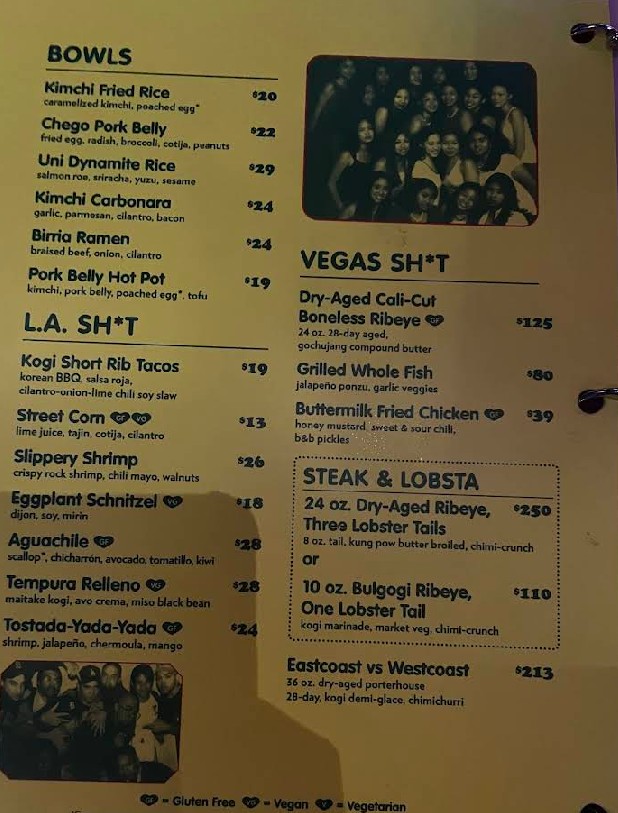 BOWLS
Kimchi Fried Rice $20
caramelized kimchi, poached egg*
Chego Pork Belly $22
fried egg, radish, broccoli, cotija, peanuts
Uni Dynamite Rice $29
salmon roe, sriracha, yuzu, sesame
Kimchi Carbonara $24
garlic, parmesan, cilantro, bacon
Birria Ramen $24
braised beef, onion, cilantro
Pork Belly Hot Pot $19
kimchi, pork belly, poached egg*, tofu
L.A. SH*T
Kogi Short Rib Tacos $19
korean BBQ, salsa roja,
cilantro-onion-lime chili soy slaw
Street Corn GF VG $13
lime juice, tajin, cotija, cilantro
Slippery Shrimp $26
crispy rock shrimp, chili mayo, walnuts
Eggplant Schnitzel VG $18
dijon, soy, mirin
Aguachile GF $28
scallop*, chicharrón, avocado, tomatillo, kiwi
Tempura Relleno VG $28
maitake kogi, avo crema, miso black bean
Tostada-Yada-Yada GF $24
shrimp, jalapeño, chermoula, mango
VEGAS SH*T
Dry-Aged Cali-Cut
Boneless Ribeye GF $125
24 oz. 28-day aged,
gochujang compound butter
Grilled Whole Fish $80
jalapeño ponzu, garlic veggies
Buttermilk Fried Chicken GF $39
honey mustard, sweet & sour chili,
b&b pickles
STEAK & LOBSTA
24 oz. Dry-Aged Ribeye, $250
Three Lobster Tails
8 oz. tail, kung pow butter broiled, chimi-crunch
or
10 oz. Bulgogi Ribeye, $110
One Lobster Tail
kogi marinade, market veg, chimi-crunch
Eastcoast vs Westcoast $213
36 oz. dry-aged porterhouse
28-day, kogi demi-glace, chimichurri
GF = Gluten Free VG = Vegan V = Vegetarian